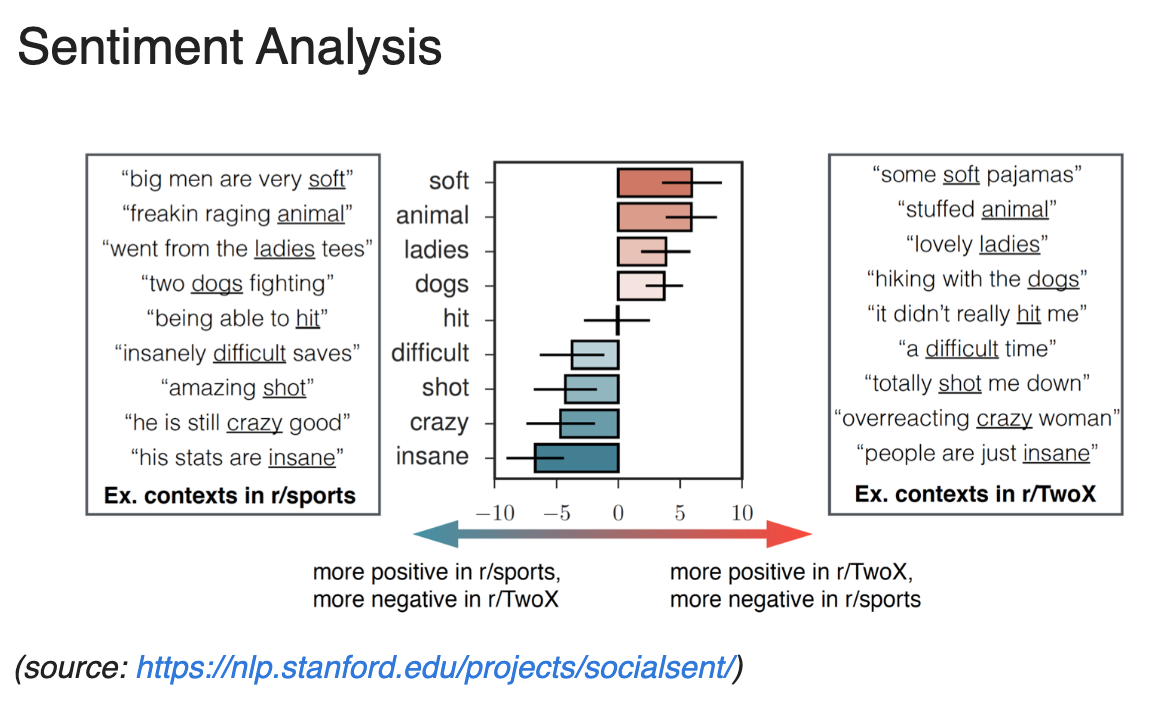 Sentiment Analysis
“big men are very soft”
“freakin raging animal”
“went from the ladies tees”
“two dogs fighting”
“being able to hit”
“insanely difficult saves”
“amazing shot”
“he is still crazy good”
“his stats are insane”
Ex. contexts in r/sports
soft
animal
ladies
dogs
hit
difficult
shot
crazy
insane
−10 −5 0 5 10
“some soft pajamas”
“stuffed animal”
“lovely ladies”
“hiking with the dogs”
“it didn’t really hit me”
“a difficult time”
“totally shot me down”
“overreacting crazy woman”
“people are just insane”
Ex. contexts in r/TwoX
more positive in r/sports,
more negative in r/TwoX
more positive in r/TwoX,
more negative in r/sports
(source: https://nlp.stanford.edu/projects/socialsent/)